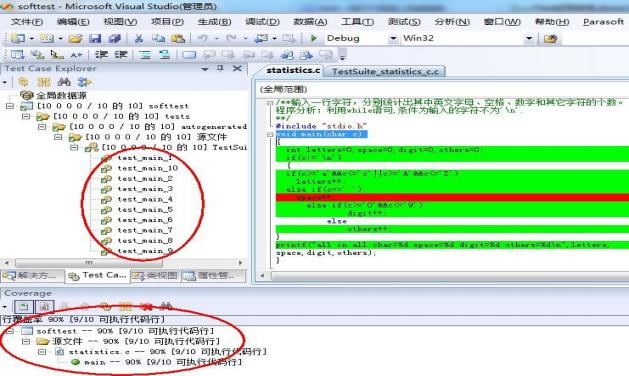 softtest - Microsoft Visual Studio(管理员)
文件(F) 编辑(E) 视图(V) 项目(P) 生成(B) 调试(D) 数据(A) 工具(T) 测试(S) 分析(N) 窗口(W) 帮助(H) Parasoft
Debug Win32
Test Case Explorer
全局数据源
[10 0 0 0 / 10 的 10] softtest
[10 0 0 0 / 10 的 10] tests
[10 0 0 0 / 10 的 10] autogenerated
[10 0 0 0 / 10 的 10] 源文件
[10 0 0 0 / 10 的 10] TestSui
test_main_1
test_main_10
test_main_2
test_main_3
test_main_4
test_main_5
test_main_6
test_main_7
test_main_8
test_main_9
解决方... Test Ca... 类视图 属性管...
statistics.c TestSuite_statistics_c.c
(全局范围)
/**输入一行字符，分别统计出其中英文字母、空格、数字和其它字符的个数。
程序分析：利用while语句,条件为输入的字符不为'\n'.
**/
#include "stdio.h"
void main(char c)
{
int letters=0,space=0,digit=0,others=0;
if(c!='\n')
{
if(c>='a'&&c<='z'||c>='A'&&c<='Z')
letters++;
else if(c==' ')
space++;
else if(c>='0'&&c<='9')
digit++;
else
others++;
}
printf("all in all:char=%d space=%d digit=%d others=%d\n",letters,
space,digit,others);
}
Coverage
行覆盖率 90% [9/10 可执行代码行]
softtest -- 90% [9/10 可执行代码行]
源文件 -- 90% [9/10 可执行代码行]
statistics.c -- 90% [9/10 可执行代码行]
main -- 90% [9/10 可执行代码行]